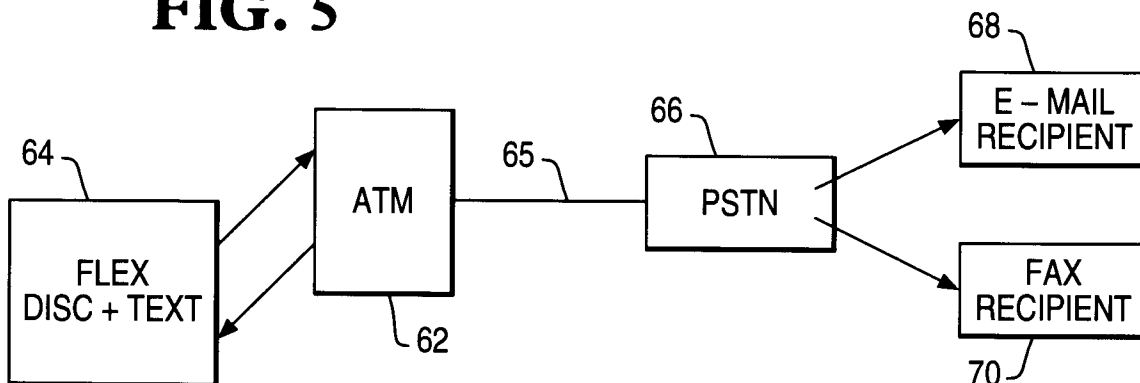 FIG. 5
68
E – MAIL
RECIPIENT
66
65
64
ATM
PSTN
FLEX
DISC + TEXT
FAX
RECIPIENT
62
70